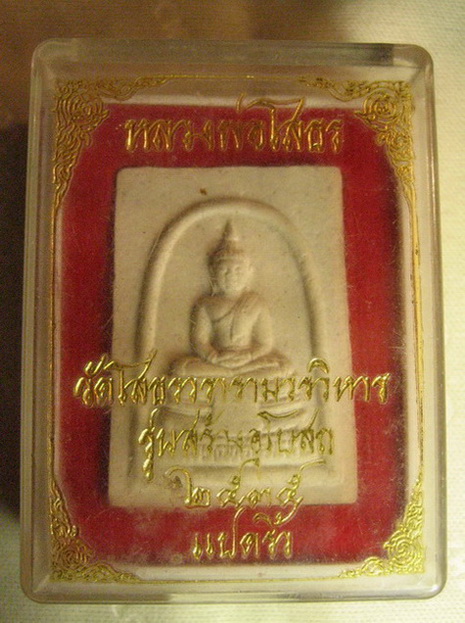 หลวงพ่อโสธร
วัดโสธรวรารามวรวิหาร
รุ่นสร้างอุโบสถ
๒๕๓๕
แปดริ้ว